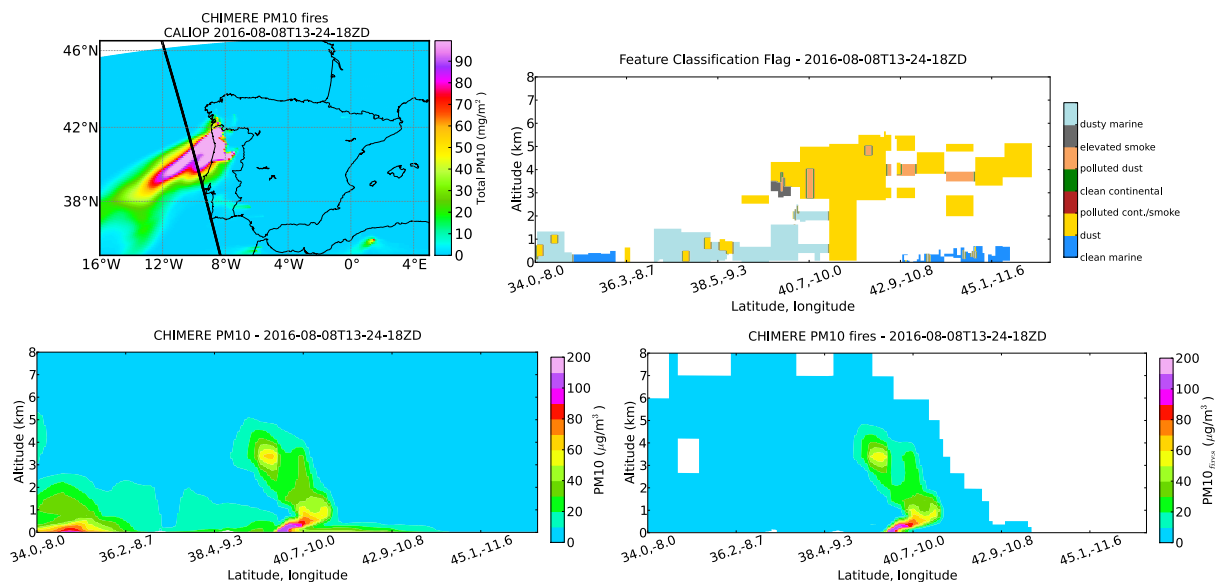 CHIMERE PM10 fires
CALIOP 2016-08-08T13-24-18ZD
46°N
42°N
38°N
16°W 12°W 8°W 4°W 0°C 4°E
90
80
70
60
50
40
30
20
10
0
Total PM10 (mg/m²)
Feature Classification Flag - 2016-08-08T13-24-18ZD
8
7
6
5
4
3
2
1
0
Altitude (km)
34.0,-8.0 36.3,-8.7 38.5,-9.3 40.7,-10.0 42.9,-10.8 45.1,-11.6
Latitude, longitude
dusty marine
elevated smoke
polluted dust
clean continental
polluted cont./smoke
dust
clean marine
CHIMERE PM10 - 2016-08-08T13-24-18ZD
8
7
6
5
4
3
2
1
0
Altitude (km)
34.0,-8.0 36.2,-8.7 38.4,-9.3 40.7,-10.0 42.9,-10.8 45.1,-11.6
Latitude, longitude
200
100
80
60
40
20
0
PM10 (μg/m³)
CHIMERE PM10 fires - 2016-08-08T13-24-18ZD
8
7
6
5
4
3
2
1
0
Altitude (km)
34.0,-8.0 36.2,-8.7 38.4,-9.3 40.7,-10.0 42.9,-10.8 45.1,-11.6
Latitude, longitude
200
100
80
60
40
20
0
PM10fires (μg/m³)